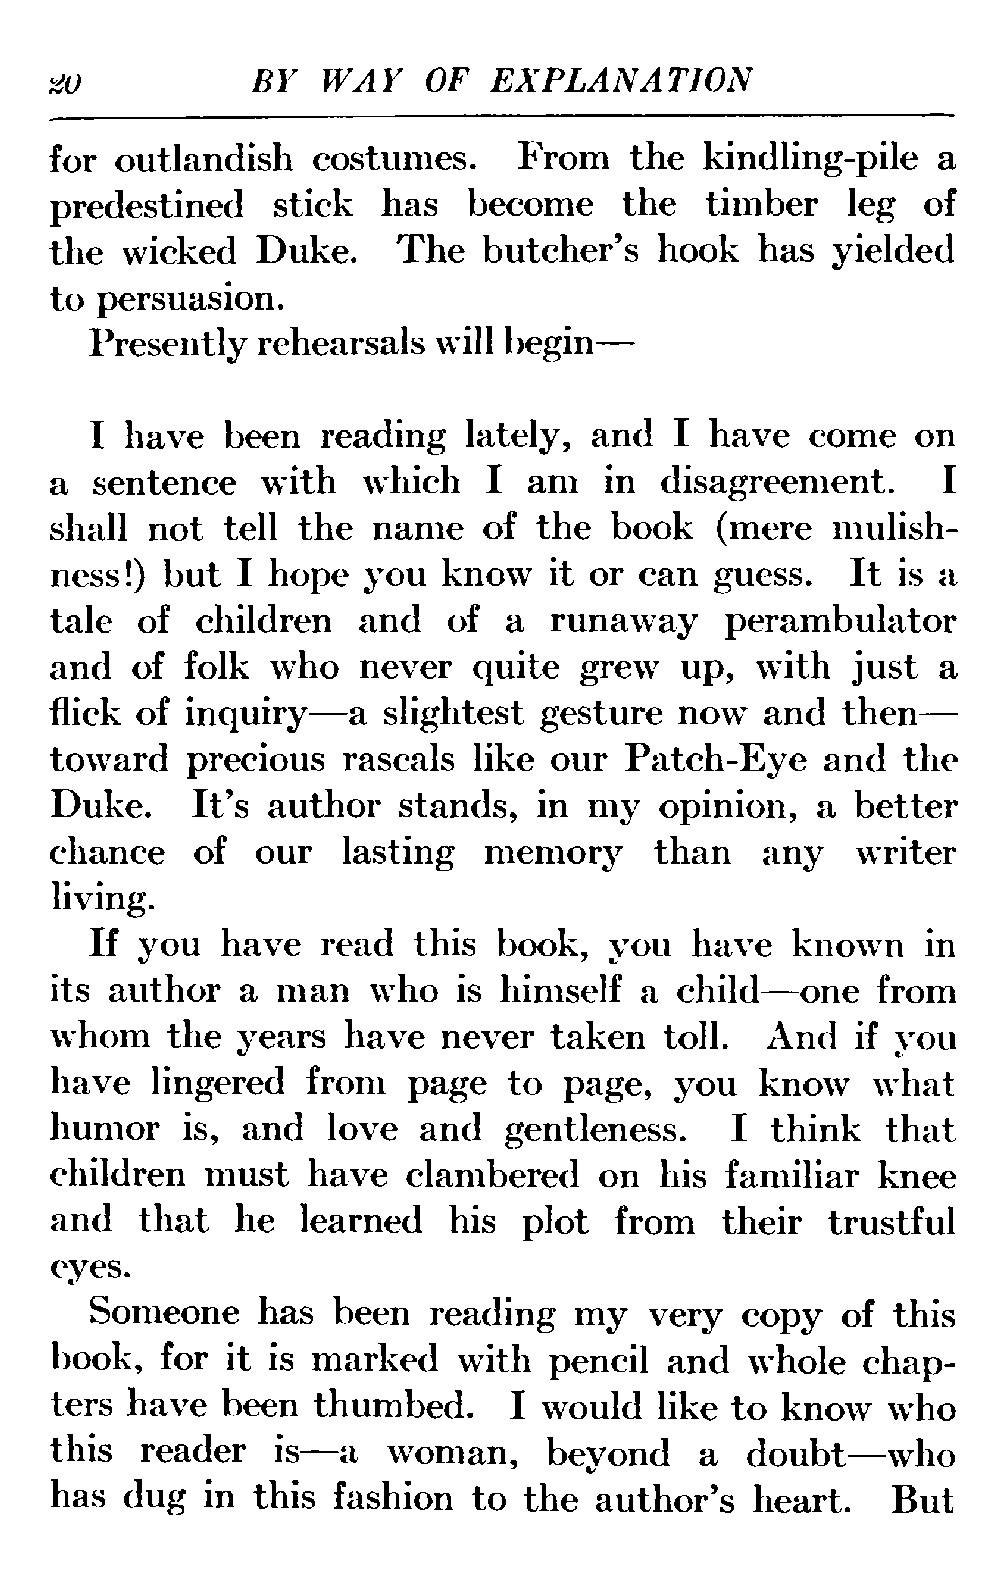 20 BY WAY OF EXPLANATION
for outlandish costumes. From the kindling-pile a
predestined stick has become the timber leg of
the wicked Duke. The butcher's hook has yielded
to persuasion.
Presently rehearsals will begin—
I have been reading lately, and I have come on
a sentence with which I am in disagreement. I
shall not tell the name of the book (mere mulish-
ness!) but I hope you know it or can guess. It is a
tale of children and of a runaway perambulator
and of folk who never quite grew up, with just a
flick of inquiry—a slightest gesture now and then—
toward precious rascals like our Patch-Eye and the
Duke. It's author stands, in my opinion, a better
chance of our lasting memory than any writer
living.
If you have read this book, you have known in
its author a man who is himself a child—one from
whom the years have never taken toll. And if you
have lingered from page to page, you know what
humor is, and love and gentleness. I think that
children must have clambered on his familiar knee
and that he learned his plot from their trustful
eyes.
Someone has been reading my very copy of this
book, for it is marked with pencil and whole chap-
ters have been thumbed. I would like to know who
this reader is—a woman, beyond a doubt—who
has dug in this fashion to the author's heart. But